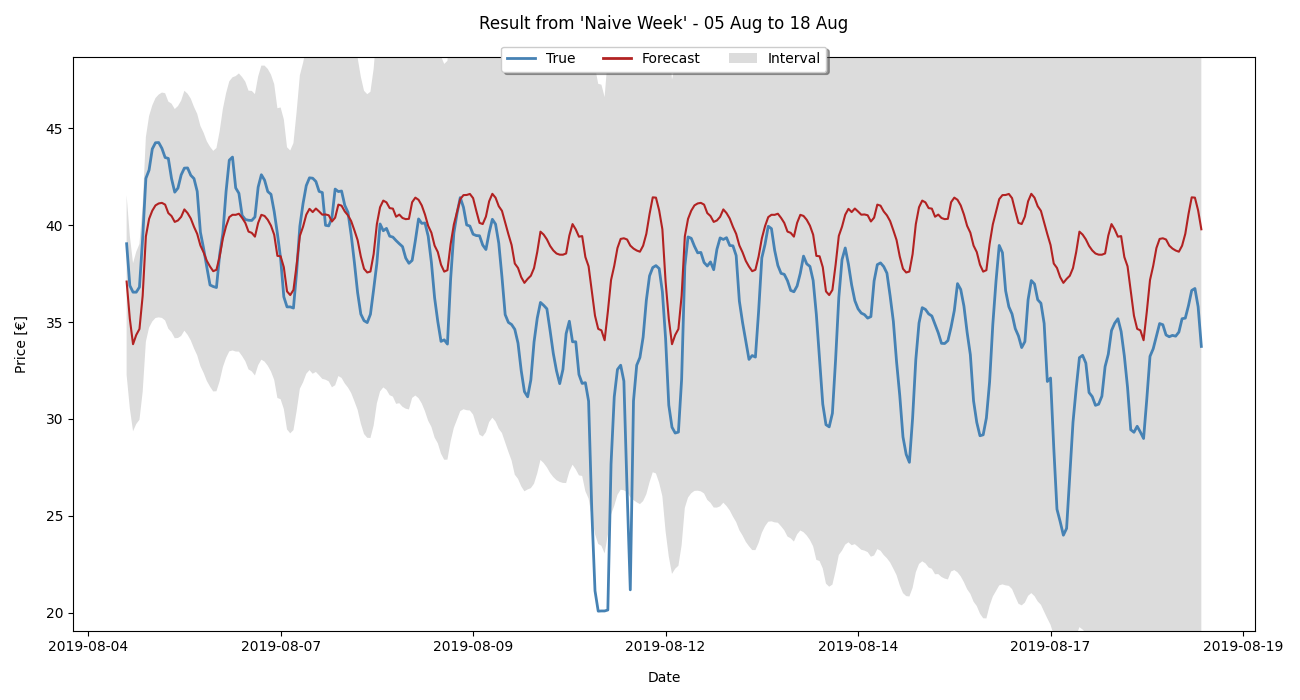 Result from 'Naive Week' - 05 Aug to 18 Aug
True Forecast Interval
45
40
35
30
25
20
Price [€]
2019-08-04 2019-08-07 2019-08-09 2019-08-12 2019-08-14 2019-08-17 2019-08-19
Date